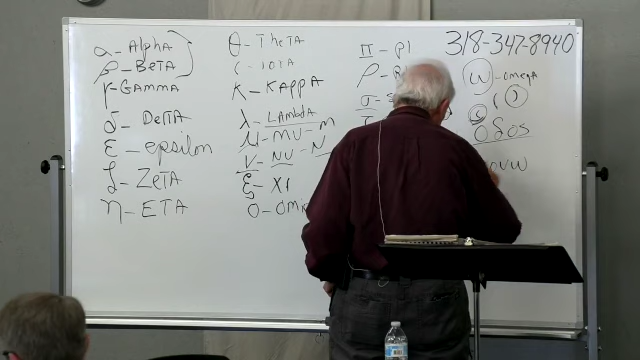 α - Alpha
β - BeTA
γ - GAMMA
δ - DelTA
ε - epsilon
ζ - ZeTA
η - ETA
θ - TheTA
ι - IOTA
κ - KAPPA
λ - LAMbdA
μ - MU - M
ν - NU - N
ξ - XI
ο - OMi
π - PI
ρ - R
σ - S
318-347-8940
ω - OMegA